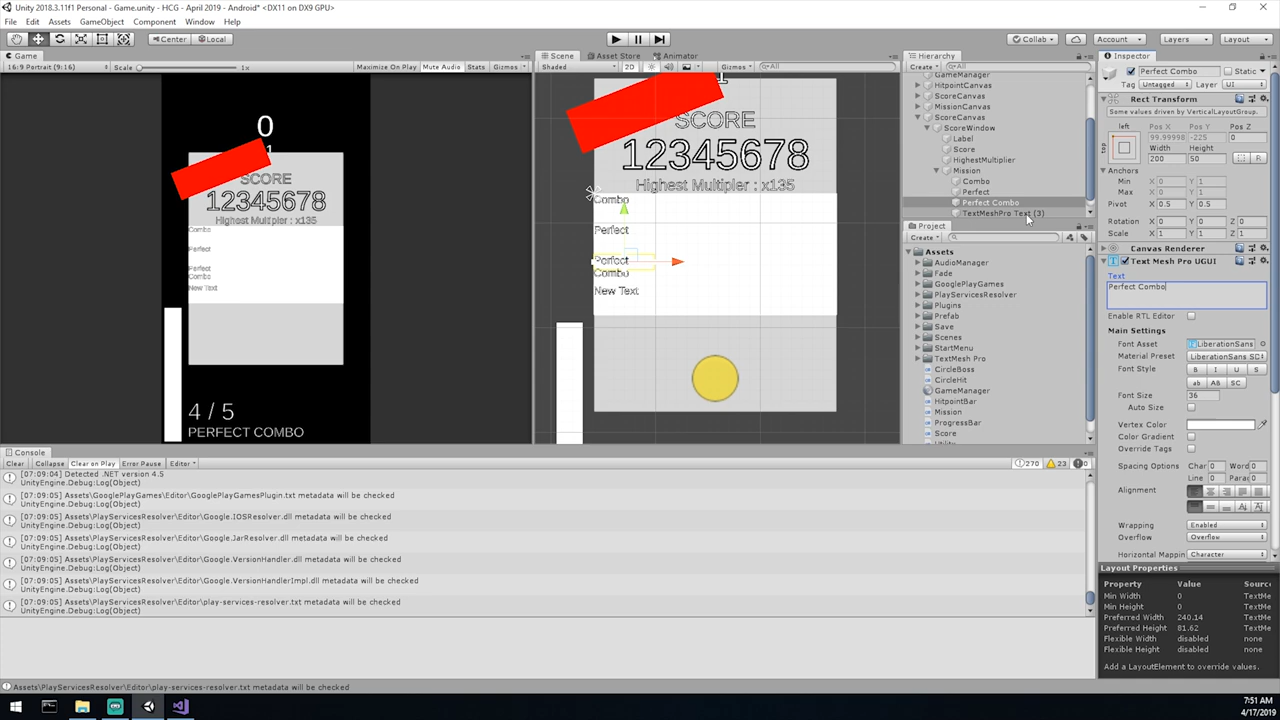 Unity 2018.3.11f1 Personal - Game.unity - HCG - April 2019 - Android* <DX11 on DX9 GPU>
File Edit Assets GameObject Component Window Help
Center Local Collab Account Layers Layout
Game Scene Asset Store Animator Hierarchy Inspector
16:9 Portrait (9:16) Scale 1x Maximize On Play Mute Audio Stats Gizmos
Shaded 2D Gizmos All
Create All
GameManager
HitpointCanvas
ScoreCanvas
MissionCanvas
ScoreCanvas
ScoreWindow
Label
Score
HighestMultiplier
Mission
Combo
Perfect
Perfect Combo
TextMeshPro Text (3)
0
1
SCORE
12345678
Highest Multipler : x135
Combo
Perfect
Perfect
Combo
New Text
4 / 5
PERFECT COMBO
1
SCORE
12345678
Highest Multipler : x135
Combo
Perfect
Perfect
Combo
New Text
Project
Create
Assets
AudioManager
Fade
GooglePlayGames
PlayServicesResolver
Plugins
Prefab
Save
Scenes
StartMenu
TextMesh Pro
CircleBoss
CircleHit
GameManager
HitpointBar
Mission
ProgressBar
Score
Perfect Combo Static
Tag Untagged Layer UI
Rect Transform
Some values driven by VerticalLayoutGroup.
left Pos X Pos Y Pos Z
top 99.99998 -225 0
Width Height
200 50 R
Anchors
Min X 0 Y 1
Max X 0 Y 1
Pivot X 0.5 Y 0.5
Rotation X 0 Y 0 Z 0
Scale X 1 Y 1 Z 1
Canvas Renderer
Text Mesh Pro UGUI
Text
Perfect Combo
Enable RTL Editor
Main Settings
Font Asset LiberationSans
Material Preset LiberationSans SD
Font Style B I U S
ab AB SC
Font Size 36
Auto Size
Vertex Color
Color Gradient
Override Tags
Spacing Options Char 0 Word 0
Line 0 Para 0
Alignment
Wrapping Enabled
Overflow Overflow
Horizontal Mappin Character
Layout Properties
Property Value Source
Min Width 0 TextMe
Min Height 0 TextMe
Preferred Width 240.14 TextMe
Preferred Height 81.62 TextMe
Flexible Width disabled none
Flexible Height disabled none
Add a LayoutElement to override values.
Console
Clear Collapse Clear on Play Error Pause Editor 270 23 0
[07:09:04] Detected .NET version 4.5
UnityEngine.Debug:Log(Object)
[07:09:05] Assets\GooglePlayGames\Editor\GooglePlayGamesPlugin.txt metadata will be checked
UnityEngine.Debug:Log(Object)
[07:09:05] Assets\PlayServicesResolver\Editor\Google.IOSResolver.dll metadata will be checked
UnityEngine.Debug:Log(Object)
[07:09:05] Assets\PlayServicesResolver\Editor\Google.JarResolver.dll metadata will be checked
UnityEngine.Debug:Log(Object)
[07:09:05] Assets\PlayServicesResolver\Editor\Google.VersionHandler.dll metadata will be checked
UnityEngine.Debug:Log(Object)
[07:09:05] Assets\PlayServicesResolver\Editor\Google.VersionHandlerImpl.dll metadata will be checked
UnityEngine.Debug:Log(Object)
[07:09:05] Assets\PlayServicesResolver\Editor\play-services-resolver.txt metadata will be checked
UnityEngine.Debug:Log(Object)
Assets\PlayServicesResolver\Editor\play-services-resolver.txt metadata will be checked
7:51 AM
4/17/2019